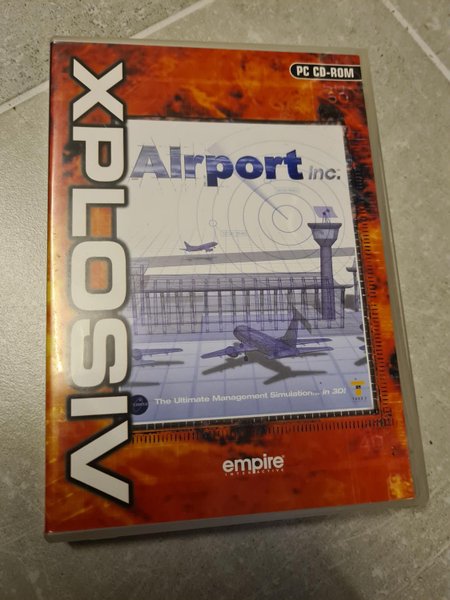 PC CD-ROM
XPLOSIV
Airport inc.
The Ultimate Management Simulation... in 3D!
empire
INTERACTIVE